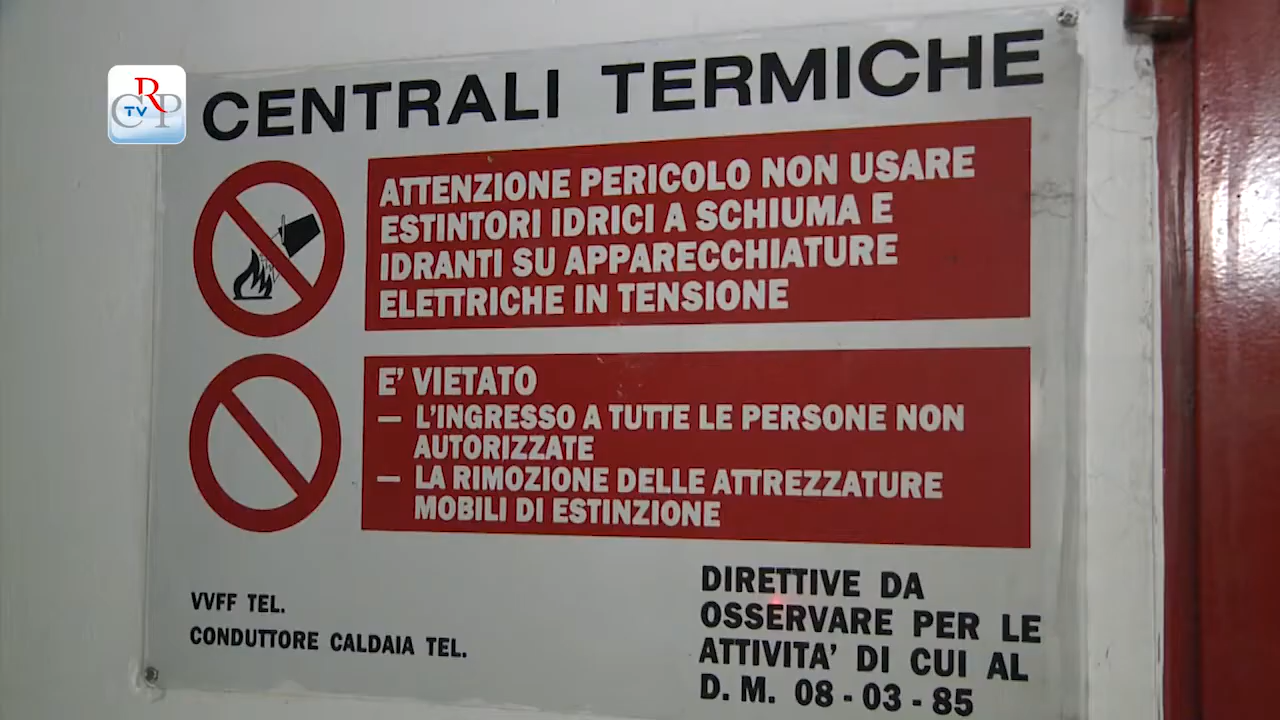 CRP
TV
CENTRALI TERMICHE
ATTENZIONE PERICOLO NON USARE
ESTINTORI IDRICI A SCHIUMA E
IDRANTI SU APPARECCHIATURE
ELETTRICHE IN TENSIONE
E' VIETATO
— L'INGRESSO A TUTTE LE PERSONE NON
AUTORIZZATE
— LA RIMOZIONE DELLE ATTREZZATURE
MOBILI DI ESTINZIONE
VVFF TEL.
CONDUTTORE CALDAIA TEL.
DIRETTIVE DA
OSSERVARE PER LE
ATTIVITA' DI CUI AL
D. M. 08 - 03 - 85